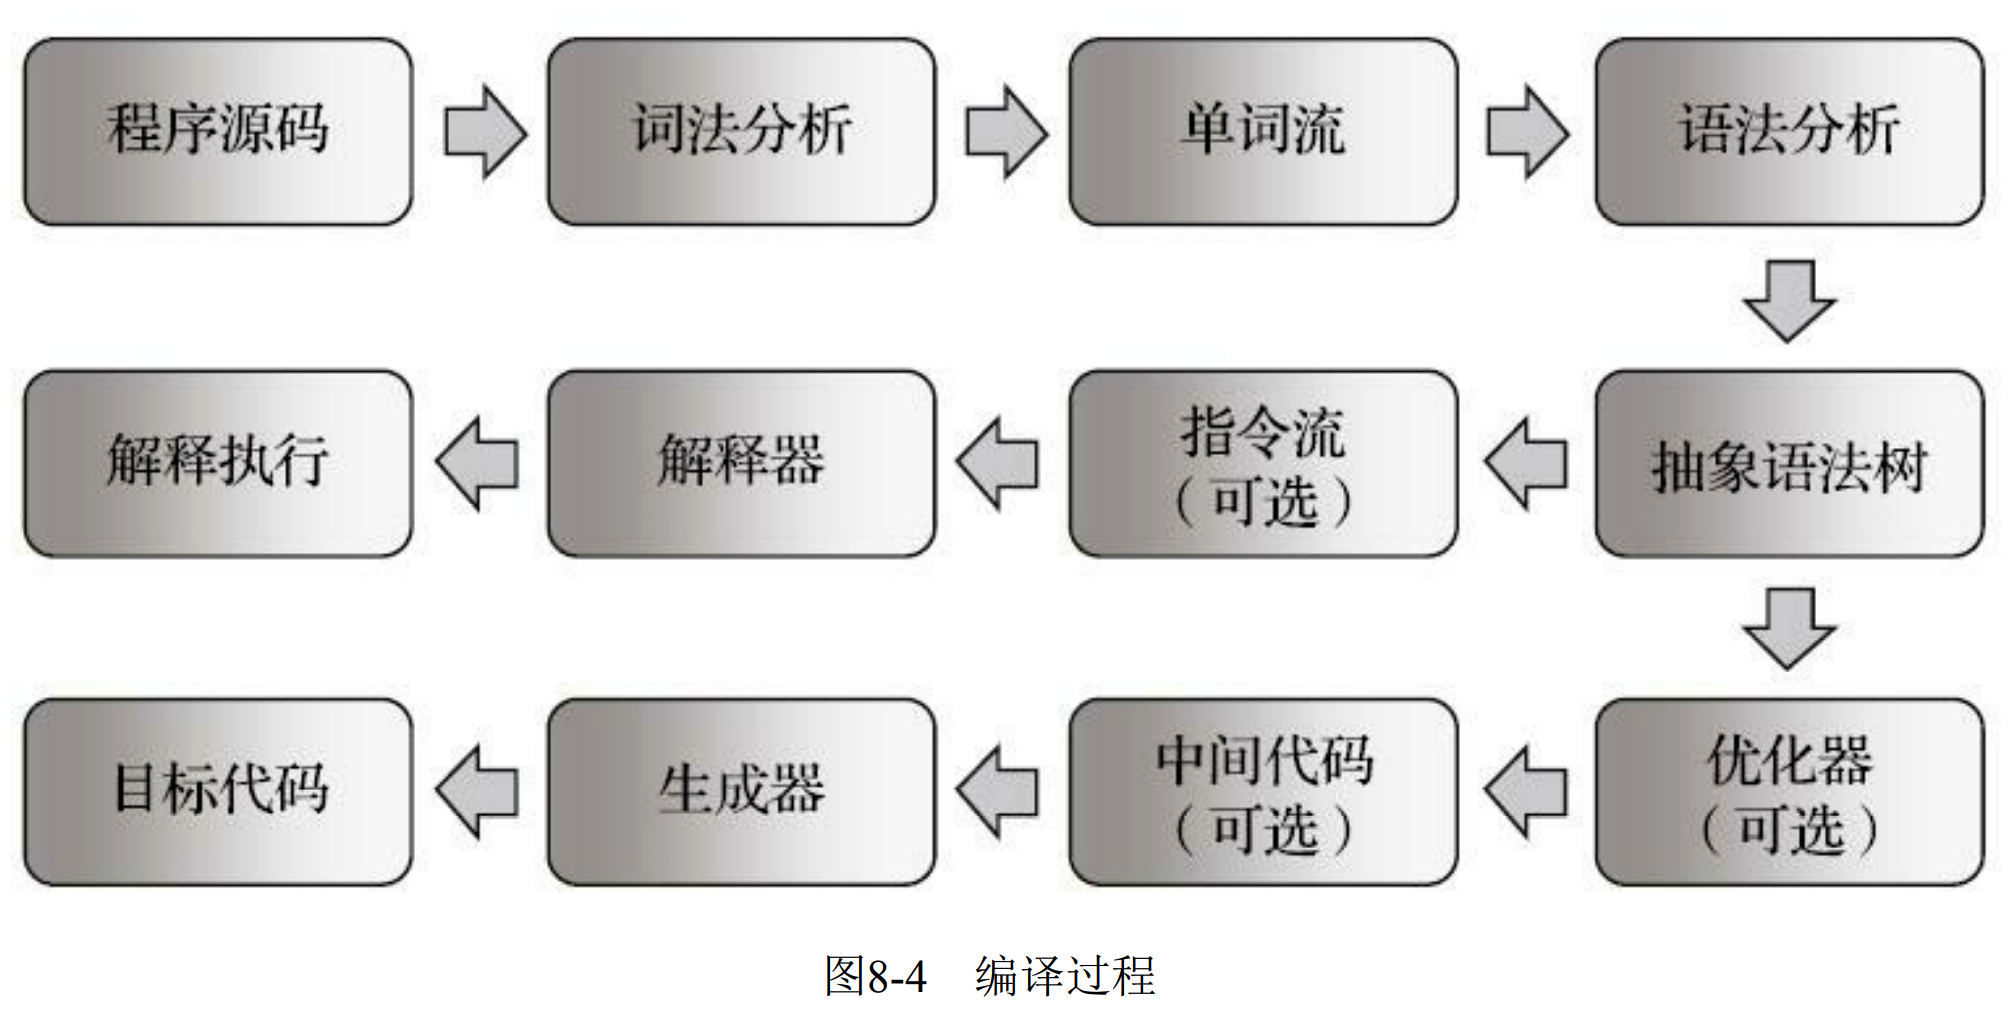 程序源码
词法分析
单词流
语法分析
解释执行
解释器
指令流
（可选）
抽象语法树
目标代码
生成器
中间代码
（可选）
优化器
（可选）
图8-4 编译过程